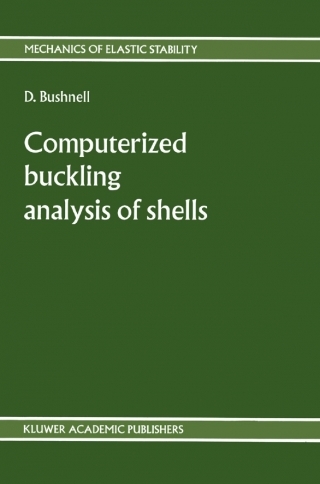 MECHANICS OF ELASTIC STABILITY
D. Bushnell
Computerized
buckling
analysis of shells
KLUWER ACADEMIC PUBLISHERS